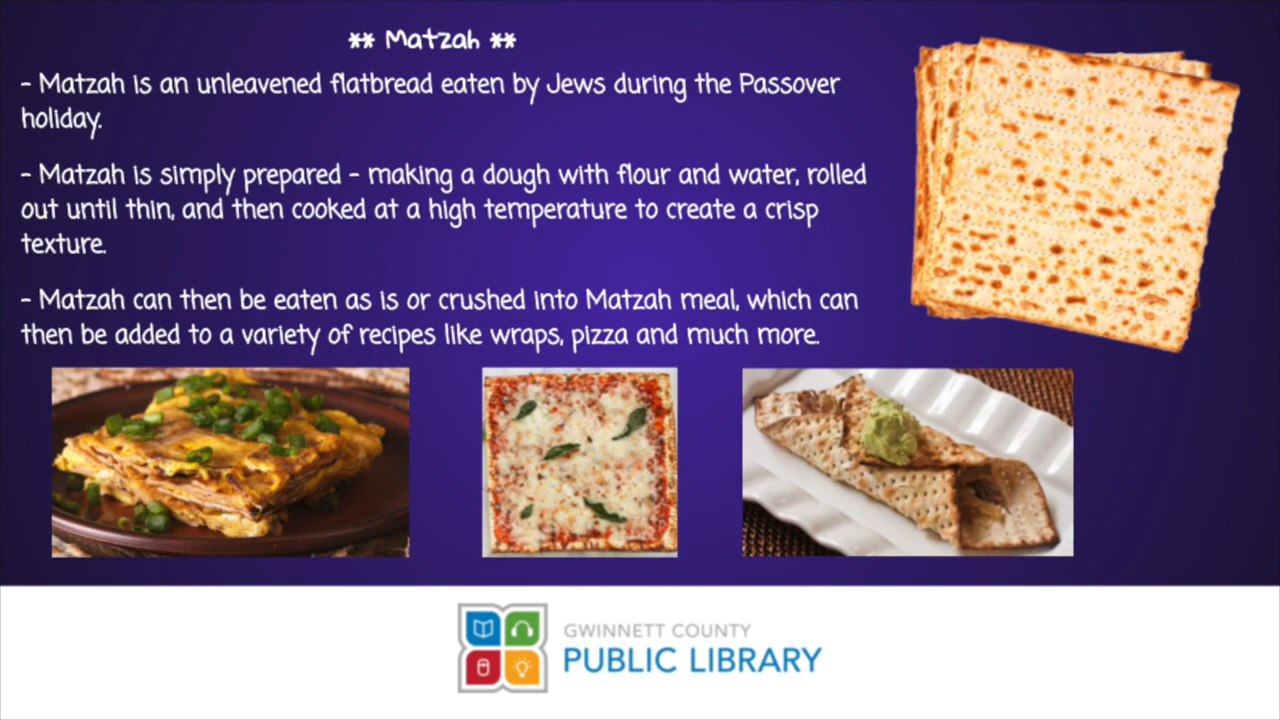 ** Matzah **
- Matzah is an unleavened flatbread eaten by Jews during the Passover
holiday.
- Matzah is simply prepared - making a dough with flour and water, rolled
out until thin, and then cooked at a high temperature to create a crisp
texture.
- Matzah can then be eaten as is or crushed into Matzah meal, which can
then be added to a variety of recipes like wraps, pizza and much more.
GWINNETT COUNTY
PUBLIC LIBRARY